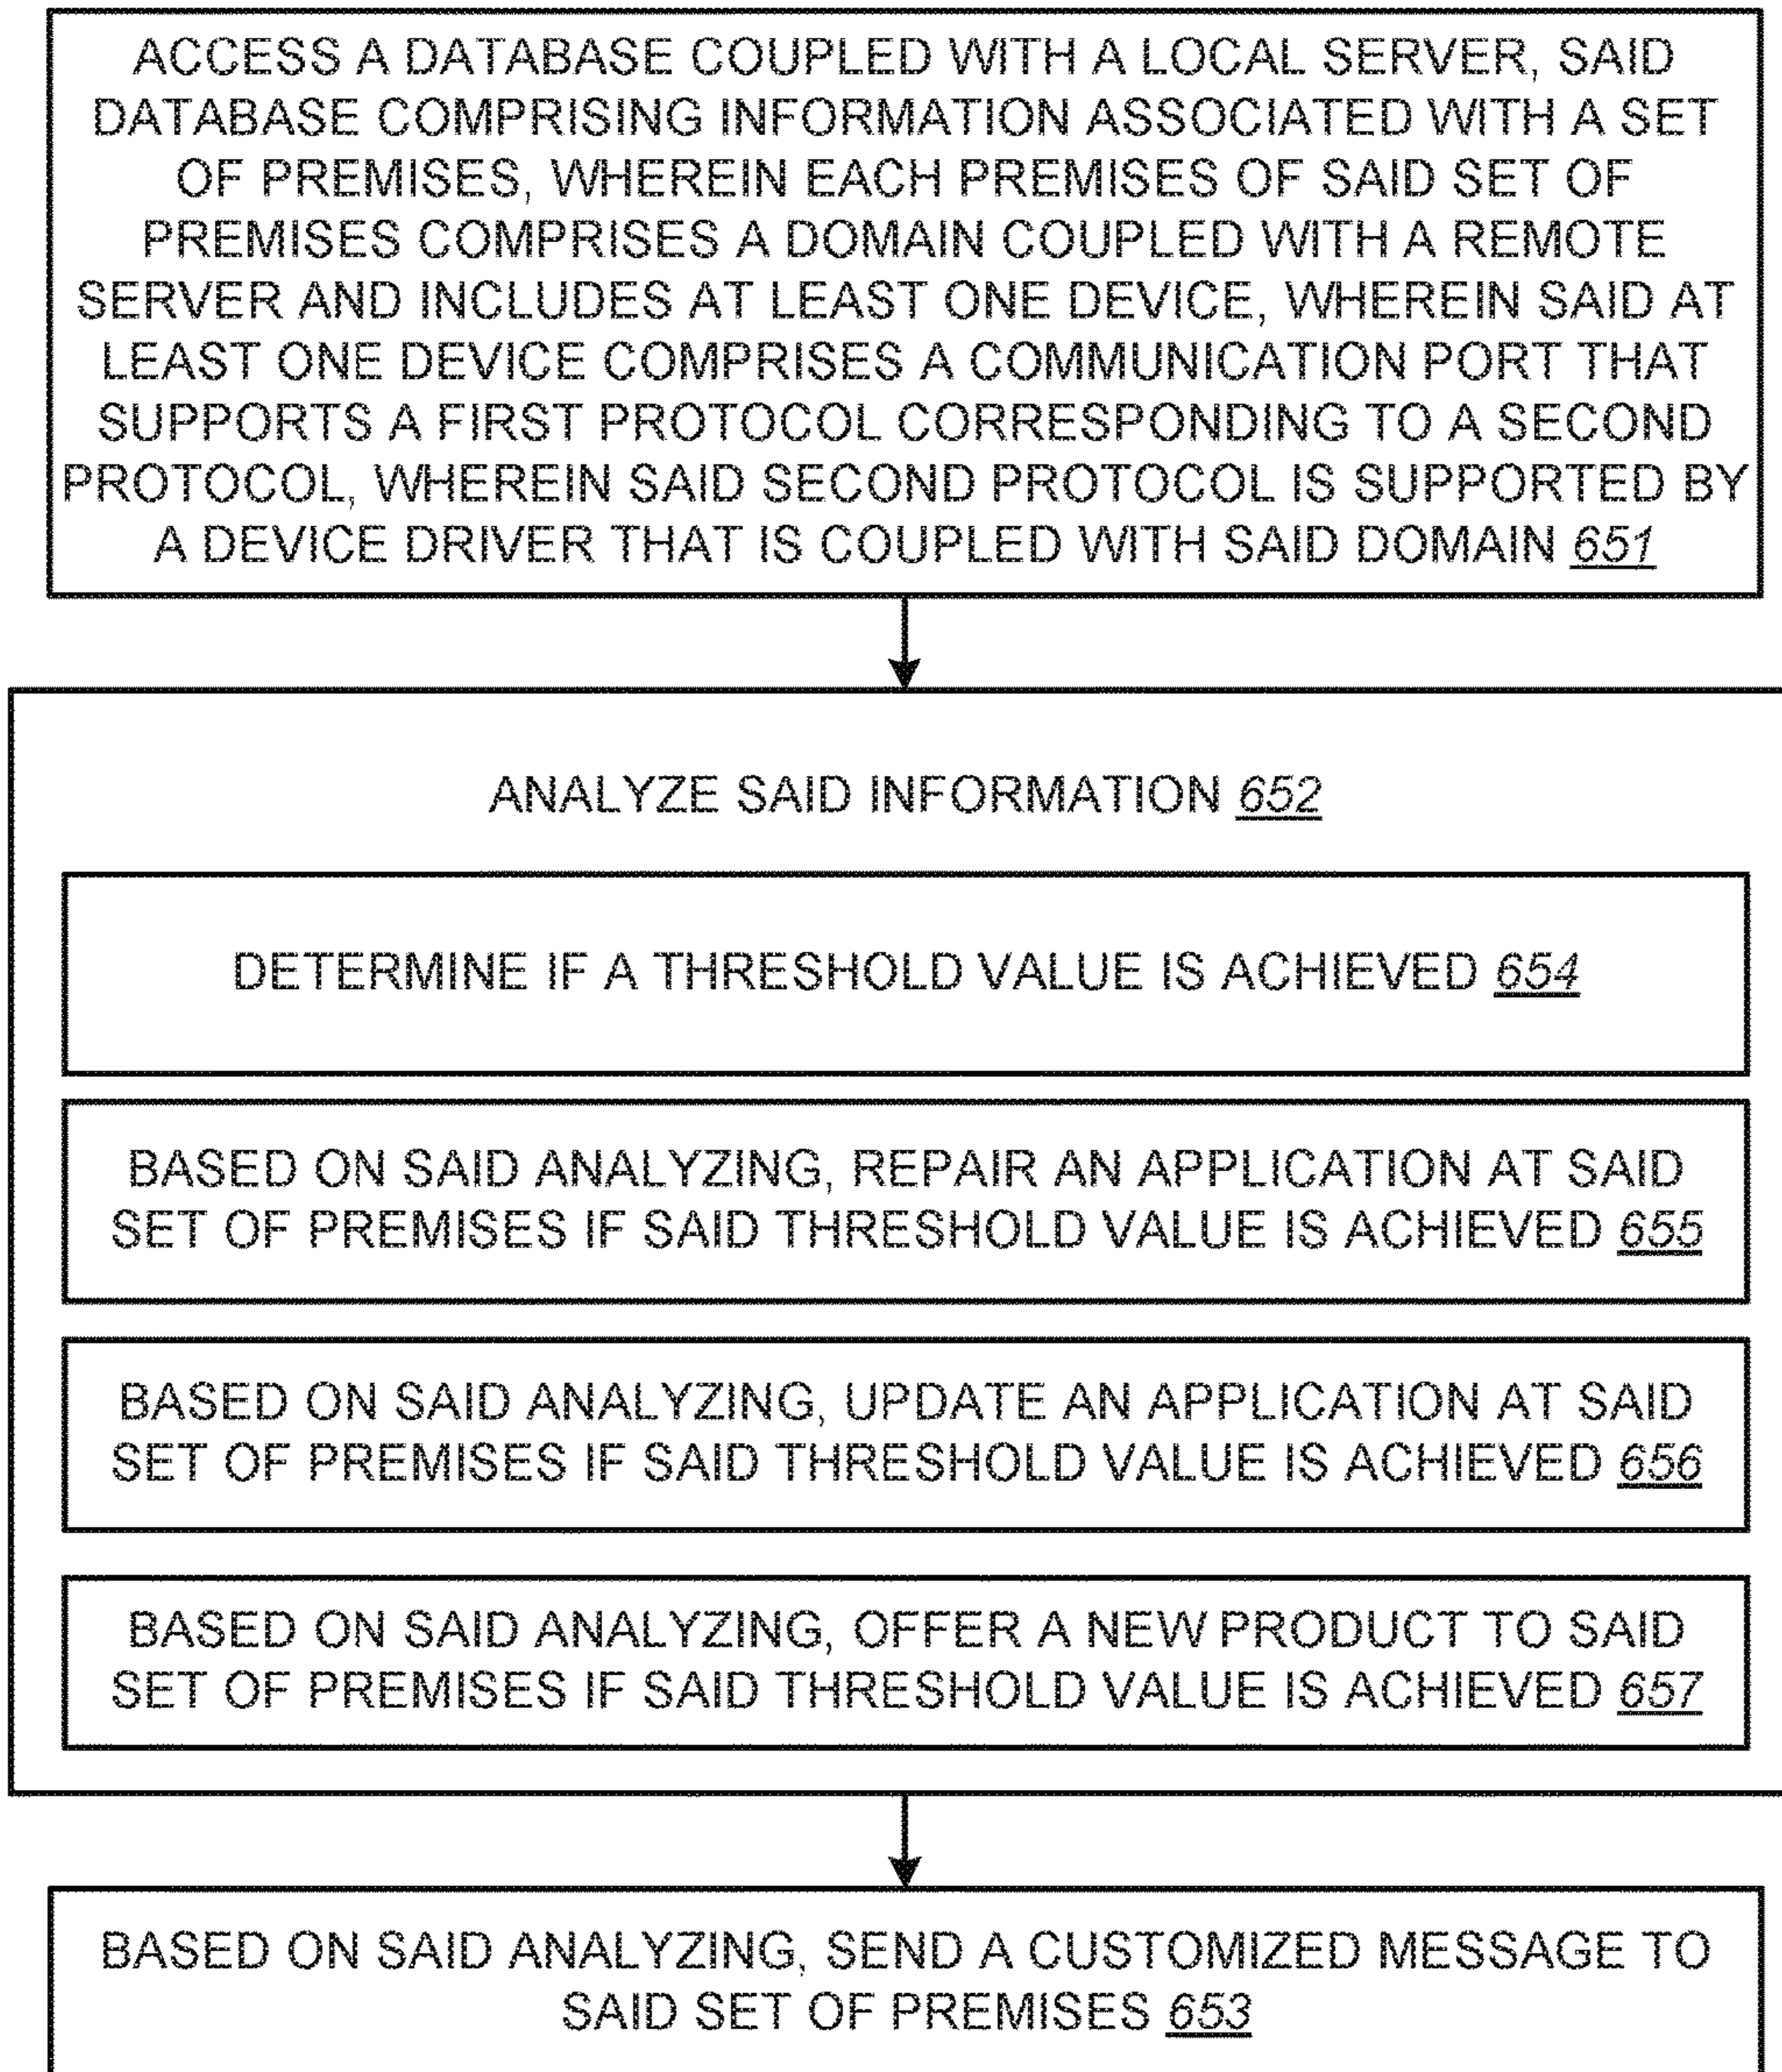 ACCESS A DATABASE COUPLED WITH A LOCAL SERVER, SAID
DATABASE COMPRISING INFORMATION ASSOCIATED WITH A SET
OF PREMISES, WHEREIN EACH PREMISES OF SAID SET OF
PREMISES COMPRISES A DOMAIN COUPLED WITH A REMOTE
SERVER AND INCLUDES AT LEAST ONE DEVICE, WHEREIN SAID AT
LEAST ONE DEVICE COMPRISES A COMMUNICATION PORT THAT
SUPPORTS A FIRST PROTOCOL CORRESPONDING TO A SECOND
PROTOCOL, WHEREIN SAID SECOND PROTOCOL IS SUPPORTED BY
A DEVICE DRIVER THAT IS COUPLED WITH SAID DOMAIN 651
ANALYZE SAID INFORMATION 652
DETERMINE IF A THRESHOLD VALUE IS ACHIEVED 654
BASED ON SAID ANALYZING, REPAIR AN APPLICATION AT SAID
SET OF PREMISES IF SAID THRESHOLD VALUE IS ACHIEVED 655
BASED ON SAID ANALYZING, UPDATE AN APPLICATION AT SAID
SET OF PREMISES IF SAID THRESHOLD VALUE IS ACHIEVED 656
BASED ON SAID ANALYZING, OFFER A NEW PRODUCT TO SAID
SET OF PREMISES IF SAID THRESHOLD VALUE IS ACHIEVED 657
BASED ON SAID ANALYZING, SEND A CUSTOMIZED MESSAGE TO
SAID SET OF PREMISES 653